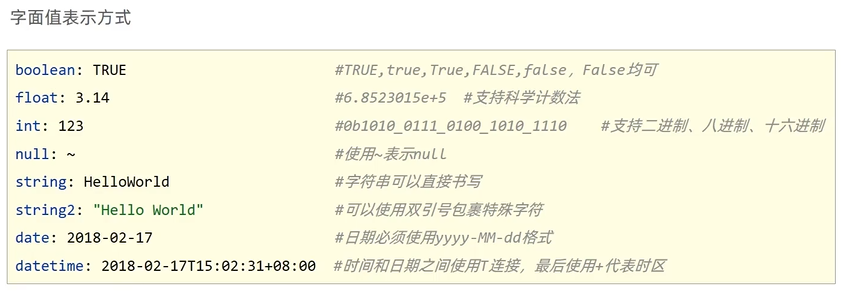 字面值表示方式
boolean: TRUE #TRUE,true,True,FALSE,false，False均可
float: 3.14 #6.8523015e+5 #支持科学计数法
int: 123 #0b1010_0111_0100_1010_1110 #支持二进制、八进制、十六进制
null: ~ #使用~表示null
string: HelloWorld #字符串可以直接书写
string2: "Hello World" #可以使用双引号包裹特殊字符
date: 2018-02-17 #日期必须使用yyyy-MM-dd格式
datetime: 2018-02-17T15:02:31+08:00 #时间和日期之间使用T连接，最后使用+代表时区